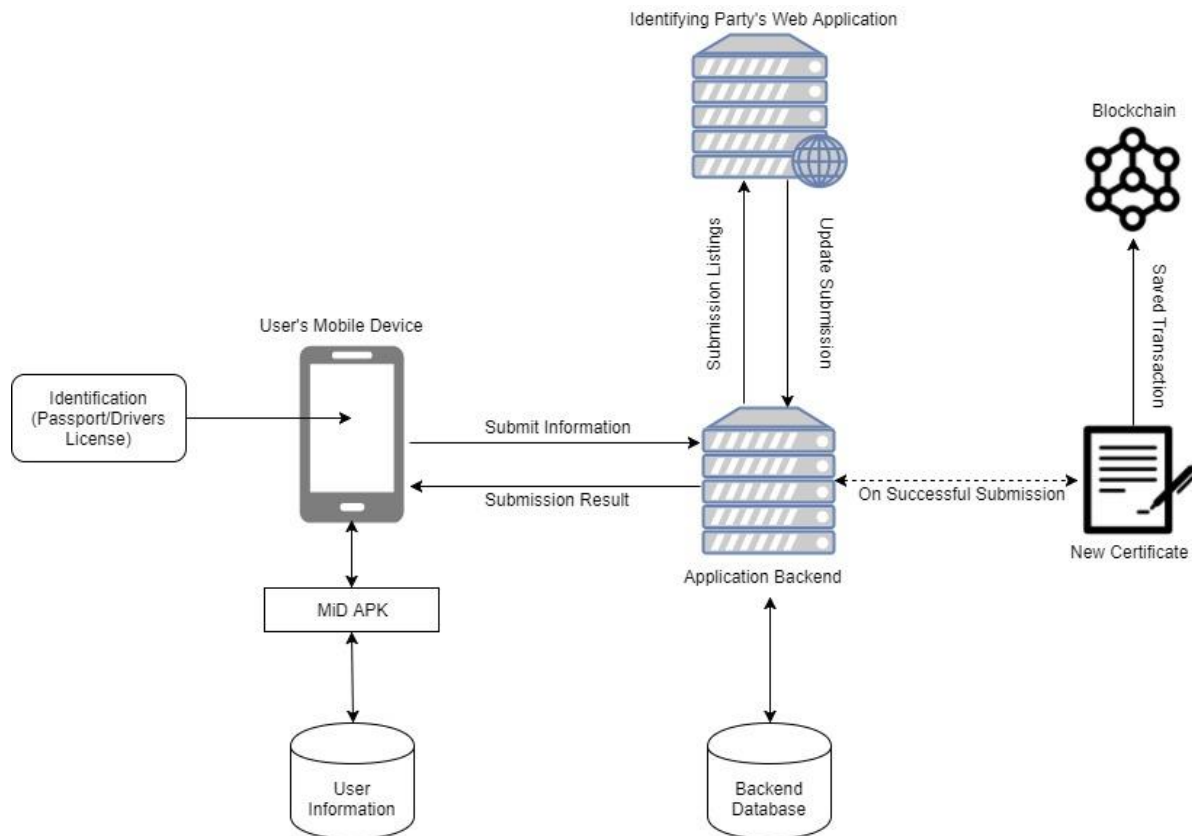 Identifying Party's Web Application
Blockchain
Submission Listings
Update Submission
Saved Transaction
User's Mobile Device
Identification
(Passport/Drivers
License)
Submit Information
Submission Result
On Successful Submission
New Certificate
Application Backend
MiD APK
User
Information
Backend
Database